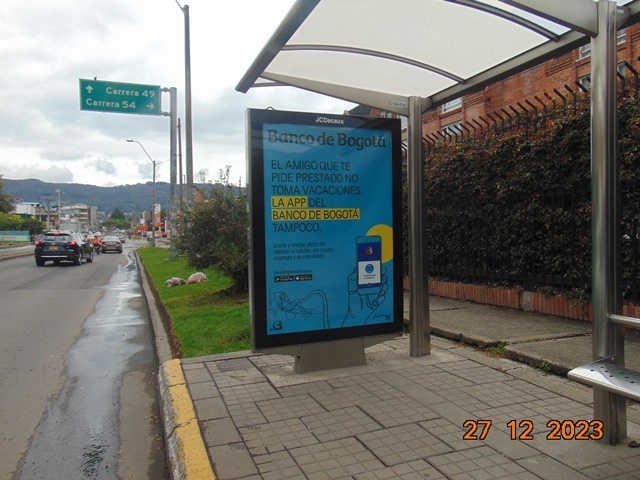 Carrera 49
Carrera 54
JCDecaux
Banco de Bogotá
EL AMIGO QUE TE
PIDE PRESTADO NO
TOMA VACACIONES,
LA APP DEL
BANCO DE BOGOTÁ
TAMPOCO.
27 12 2023